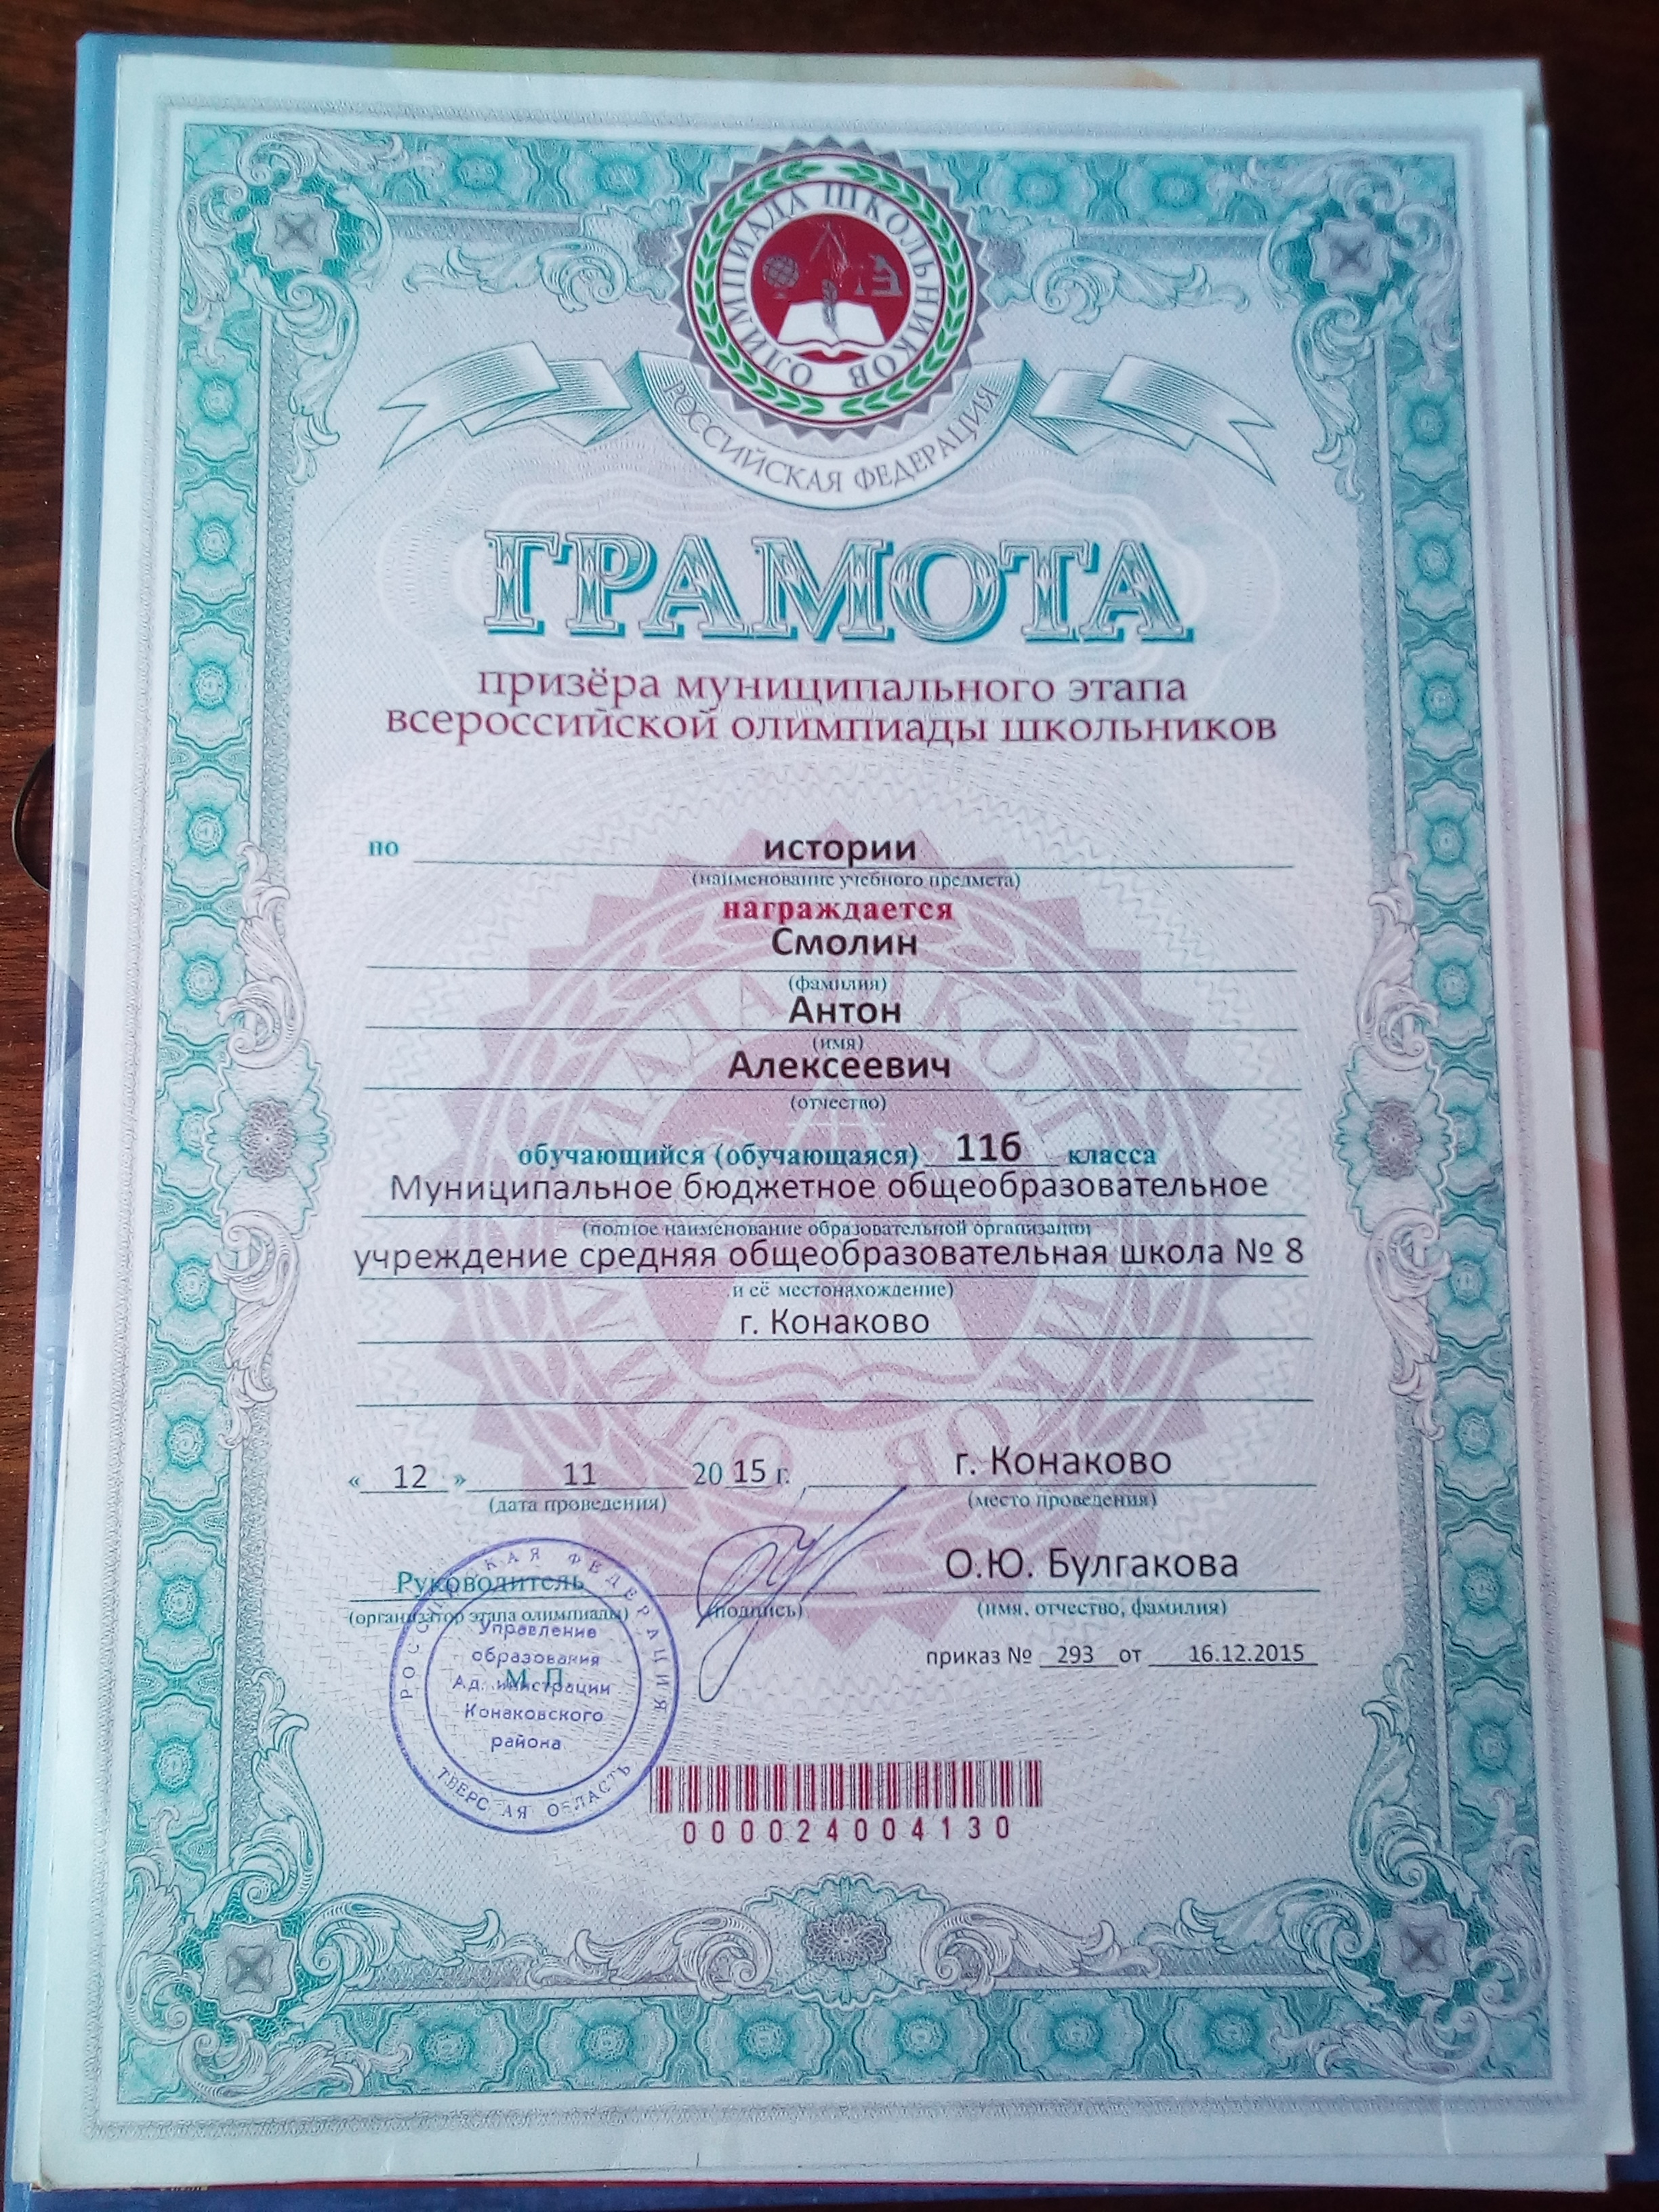 ОЛИМПИАДА ШКОЛЬНИКОВ
РОССИЙСКАЯ ФЕДЕРАЦИЯ
ГРАМОТА
призёра муниципального этапа
всероссийской олимпиады школьников
по истории
(наименование учебного предмета)
награждается
Смолин
(фамилия)
Антон
(имя)
Алексеевич
(отчество)
обучающийся (обучающаяся) 11б класса
Муниципальное бюджетное общеобразовательное
(полное наименование образовательной организации
учреждение средняя общеобразовательная школа № 8
и её местонахождение)
г. Конаково
« 12 » 11 20 15 г. , г. Конаково
(дата проведения) (место проведения)
Руководитель О.Ю. Булгакова
(организатор этапа олимпиады) (подпись) (имя, отчество, фамилия)
приказ № 293 от 16.12.2015
М.П.
РОССИЙСКАЯ ФЕДЕРАЦИЯ
Управление
образования
Администрации
Конаковского
района
ТВЕРСКАЯ ОБЛАСТЬ
000024004130